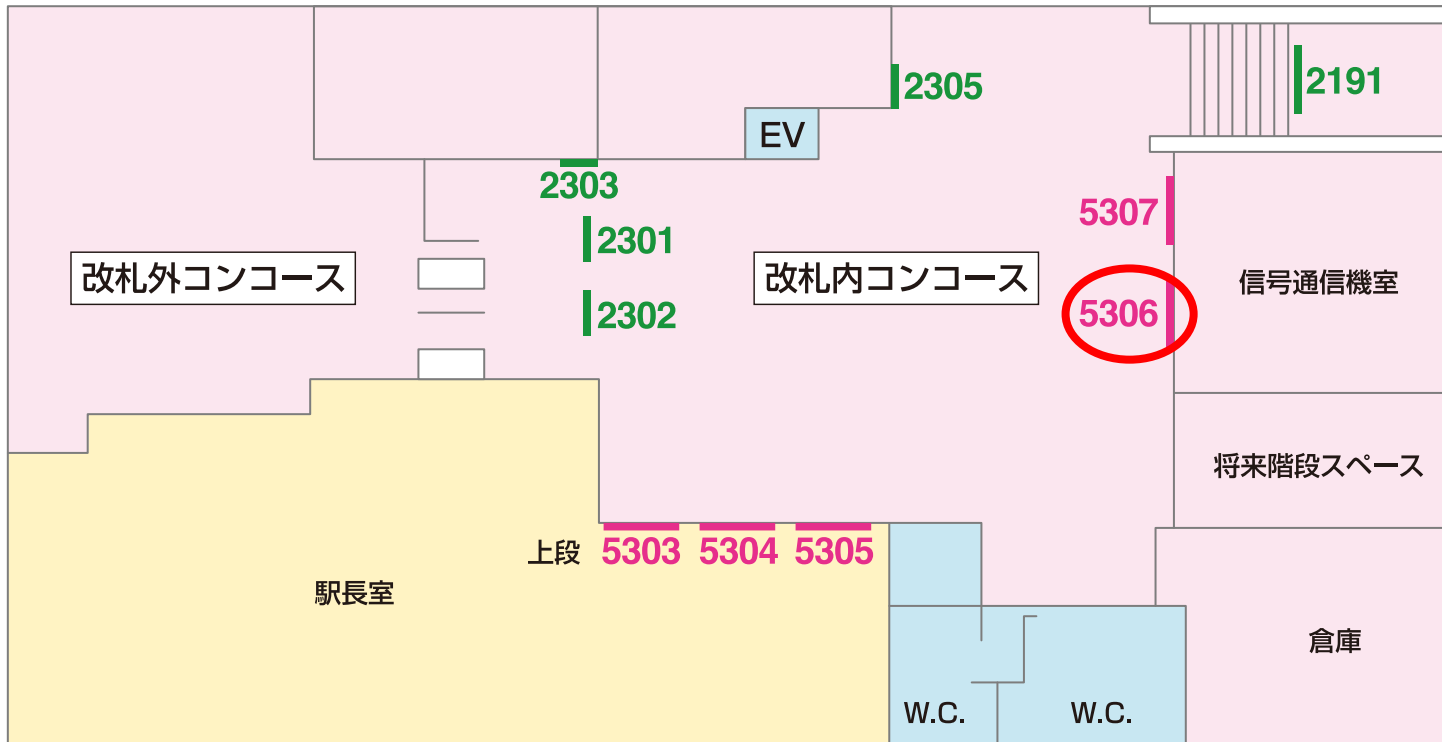 2305
2191
EV
2303
5307
2301
改札外コンコース
改札内コンコース
信号通信機室
2302
5306
将来階段スペース
上段
5303
5304
5305
駅長室
倉庫
W.C.
W.C.